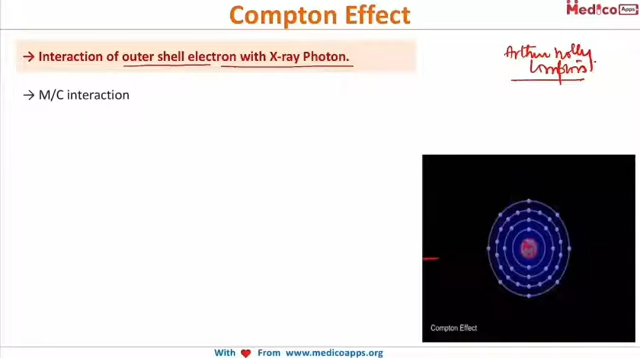 Compton Effect
Medico Apps
→ Interaction of outer shell electron with X-ray Photon.
Arthur Holly
Compton
→ M/C interaction
Compton Effect
With ❤ From www.medicoapps.org